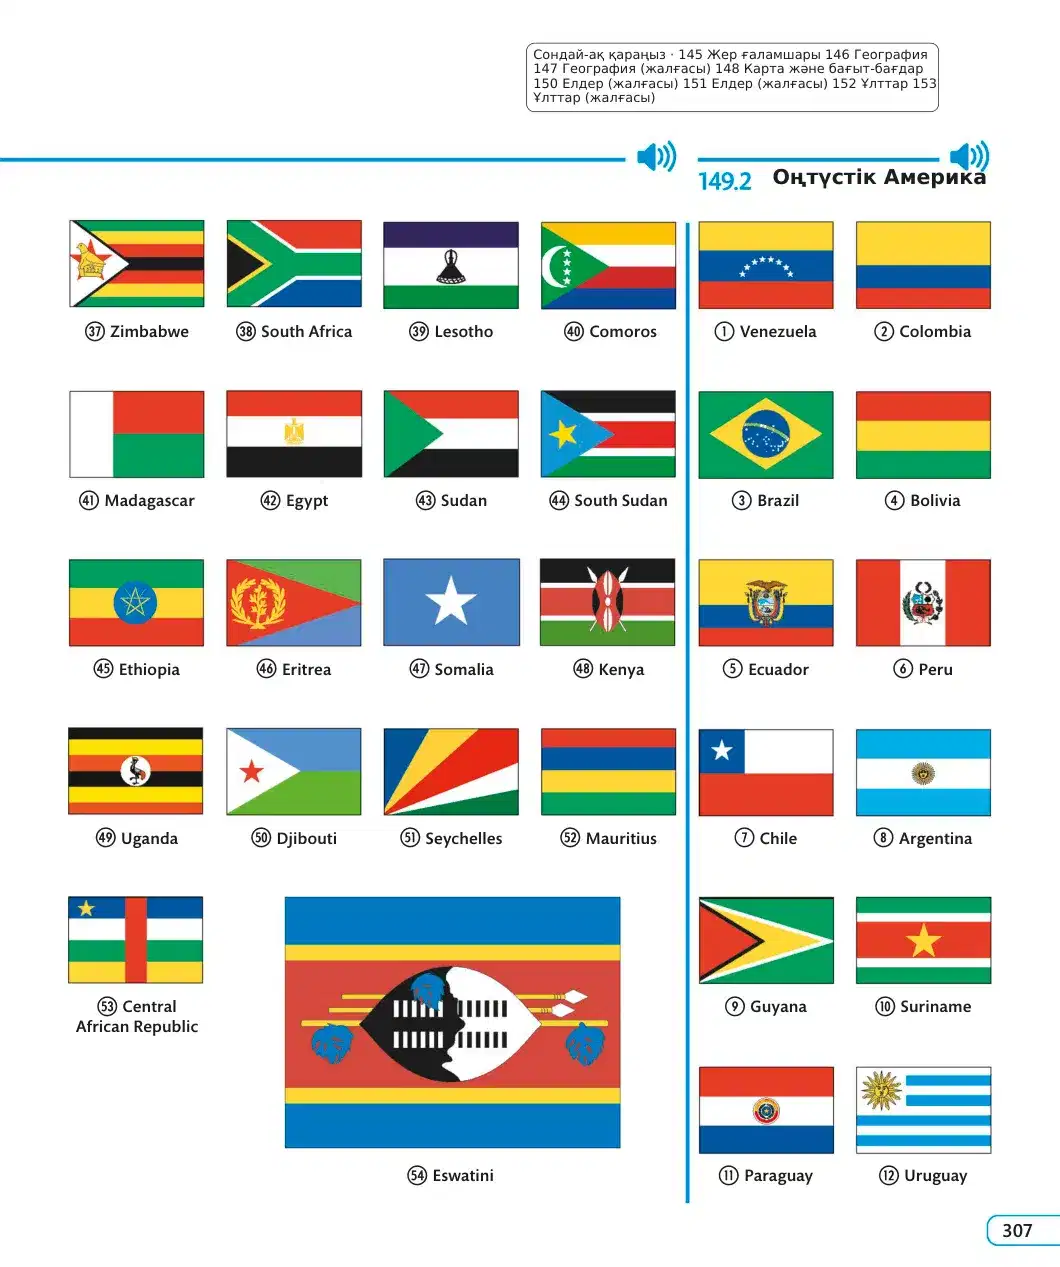 Сондай-ақ қараңыз · 145 Жер ғаламшары 146 География
147 География (жалғасы) 148 Карта және бағыт-бағдар
150 Елдер (жалғасы) 151 Елдер (жалғасы) 152 Ұлттар 153
Ұлттар (жалғасы)
149.2 Оңтүстік Америка
37 Zimbabwe
38 South Africa
39 Lesotho
40 Comoros
1 Venezuela
2 Colombia
41 Madagascar
42 Egypt
43 Sudan
44 South Sudan
3 Brazil
4 Bolivia
45 Ethiopia
46 Eritrea
47 Somalia
48 Kenya
5 Ecuador
6 Peru
49 Uganda
50 Djibouti
51 Seychelles
52 Mauritius
7 Chile
8 Argentina
53 Central
African Republic
9 Guyana
10 Suriname
54 Eswatini
11 Paraguay
12 Uruguay
307